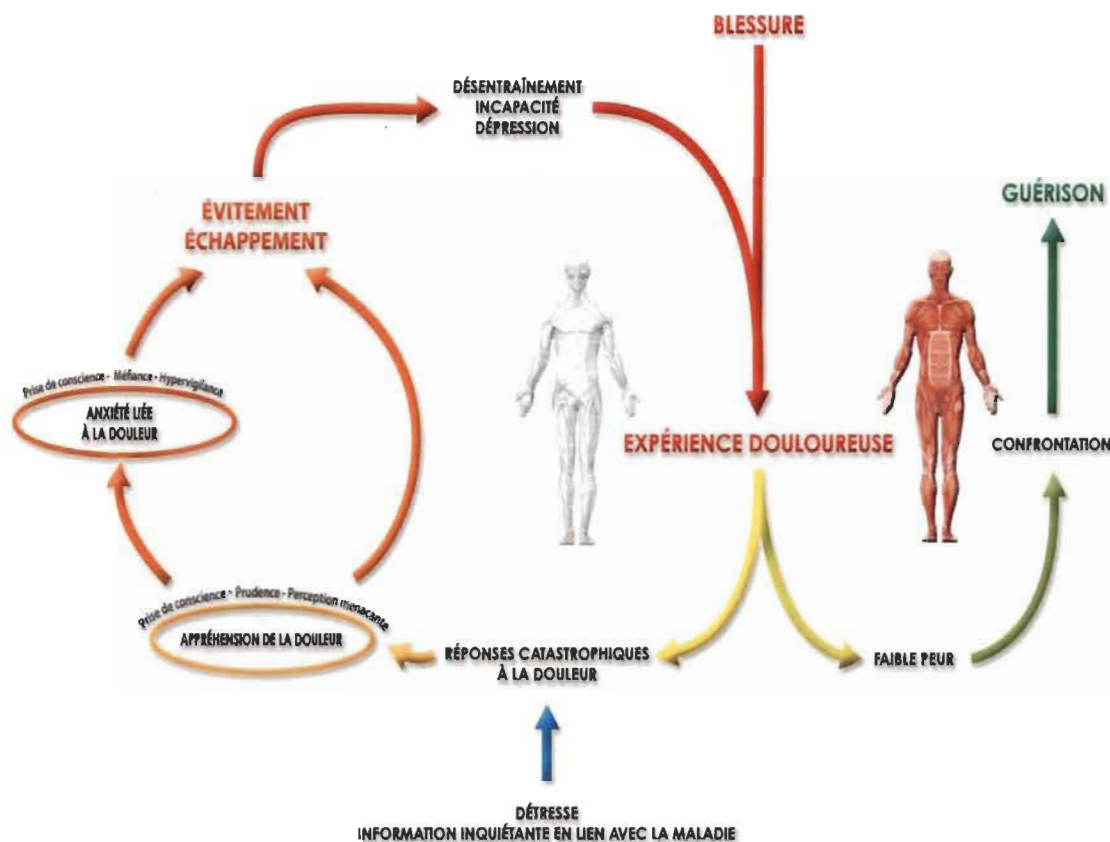 BLESSURE
DÉSENTRAÎNEMENT
INCAPACITÉ
DÉPRESSION
GUÉRISON
ÉVITEMENT
ÉCHAPPEMENT
Prise de conscience - Méfiance - Hypervigilance
ANXIÉTÉ LIÉE
À LA DOULEUR
EXPÉRIENCE DOULOUREUSE
CONFRONTATION
Prise de conscience - Prudence - Perception menacante
APPRÉHENSION DE LA DOULEUR
RÉPONSES CATASTROPHIQUES
À LA DOULEUR
FAIBLE PEUR
DÉTRESSE
INFORMATION INQUIÉTANTE EN LIEN AVEC LA MALADIE